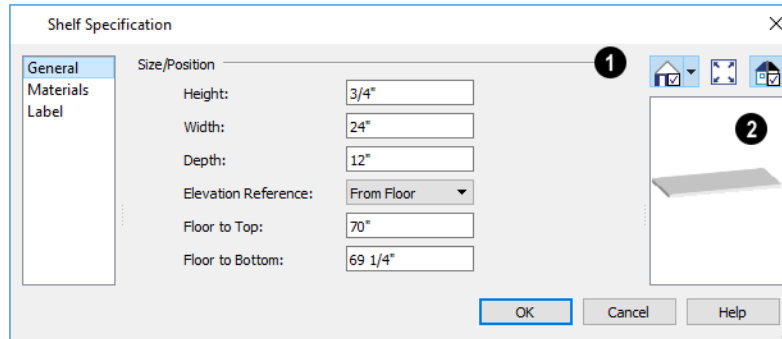 Shelf Specification
General
Materials
Label
Size/Position
1
Height: 3/4"
Width: 24"
Depth: 12"
Elevation Reference: From Floor
Floor to Top: 70"
Floor to Bottom: 69 1/4"
2
OK Cancel Help